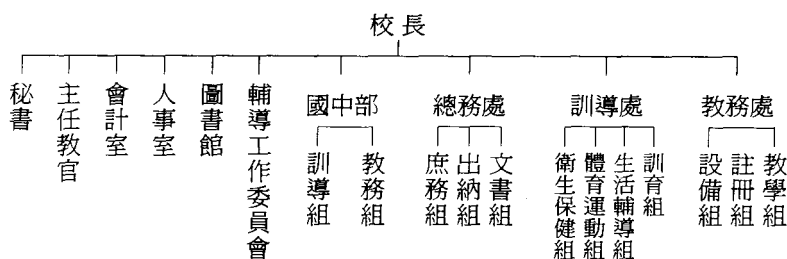 校長
秘書
主任教官
會計室
人事室
圖書館
輔導工作委員會
國中部
訓導組
教務組
總務處
庶務組
出納組
文書組
訓導處
衛生保健組
體育運動組
生活輔導組
訓育組
教務處
設備組
註冊組
教學組